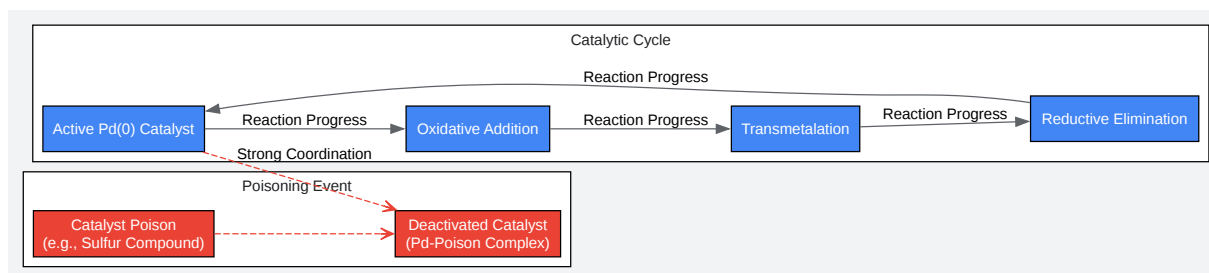 Catalytic Cycle
Reaction Progress
Active Pd(0) Catalyst
Reaction Progress
Oxidative Addition
Reaction Progress
Transmetalation
Reaction Progress
Reductive Elimination
Strong Coordination
Poisoning Event
Catalyst Poison
(e.g., Sulfur Compound)
Deactivated Catalyst
(Pd-Poison Complex)